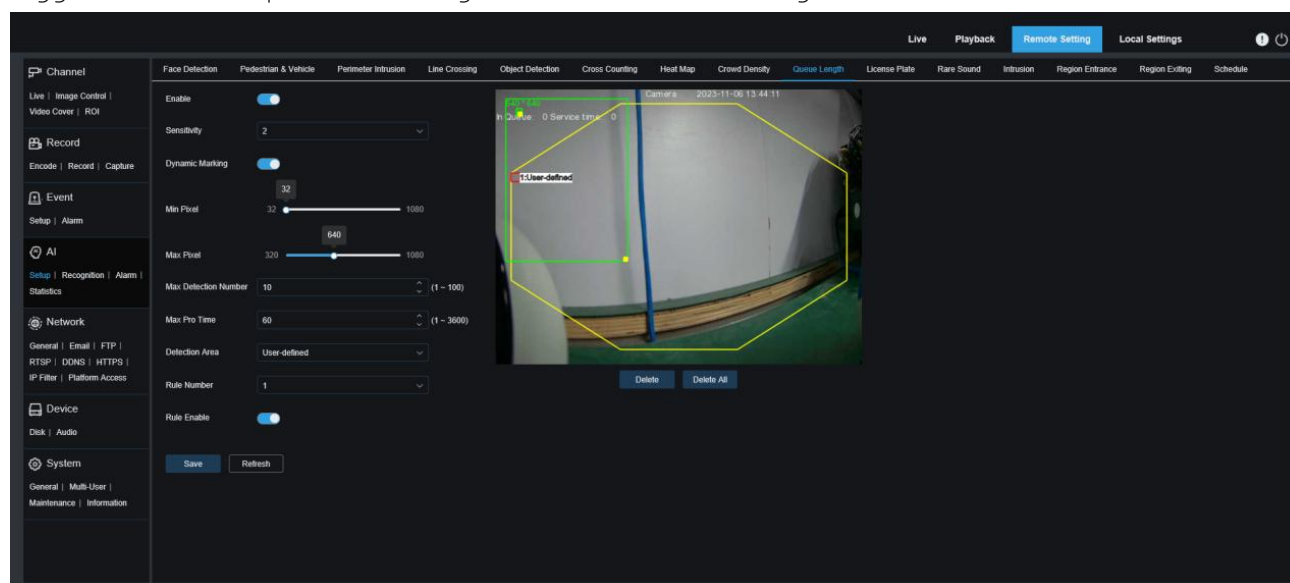 Live Playback Remote Setting Local Settings
Channel
Live | Image Control |
Video Cover | ROI
Record
Encode | Record | Capture
Event
Setup | Alarm
AI
Setup | Recognition | Alarm |
Statistics
Network
General | Email | FTP |
RTSP | DDNS | HTTPS |
IP Filter | Platform Access
Device
Disk | Audio
System
General | Multi-User |
Maintenance | Information
Face Detection Pedestrian & Vehicle Perimeter Intrusion Line Crossing Object Detection Cross Counting Heat Map Crowd Density Queue Length License Plate Rare Sound Intrusion Region Entrance Region Exiting Schedule
Enable
Sensitivity 2
Dynamic Marking
32
Min Pixel 32 1080
640
Max Pixel 320 1080
Max Detection Number 10 (1 ~ 100)
Max Pro Time 60 (1 ~ 3600)
Detection Area User-defined
Rule Number 1
Rule Enable
Save Refresh
Camera 2023-11-06 13:44:11
640*640
In Queue: 0 Service time: 0
1:User-defined
Delete Delete All